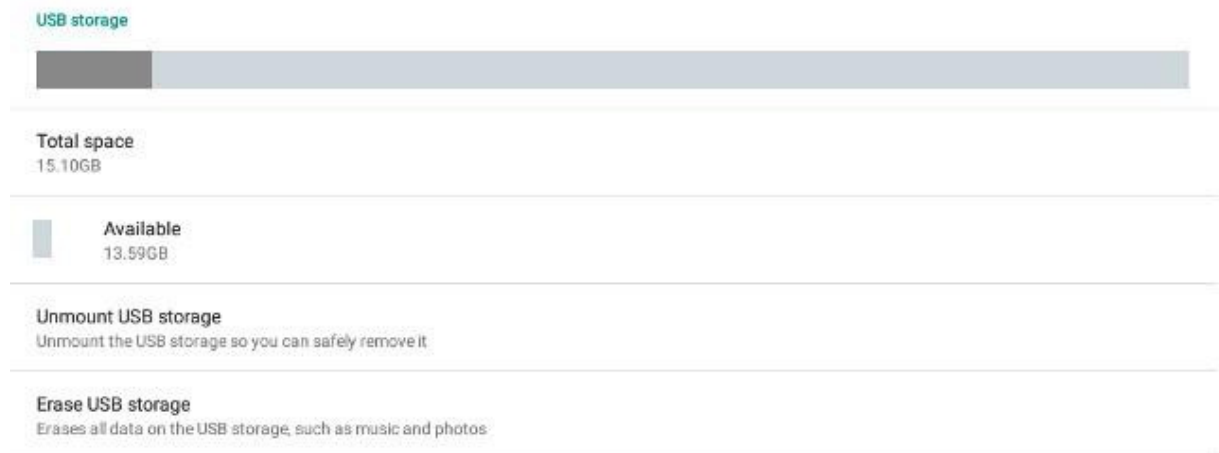 USB storage
Total space
15.10GB
Available
13.59GB
Unmount USB storage
Unmount the USB storage so you can safely remove it
Erase USB storage
Erases all data on the USB storage, such as music and photos